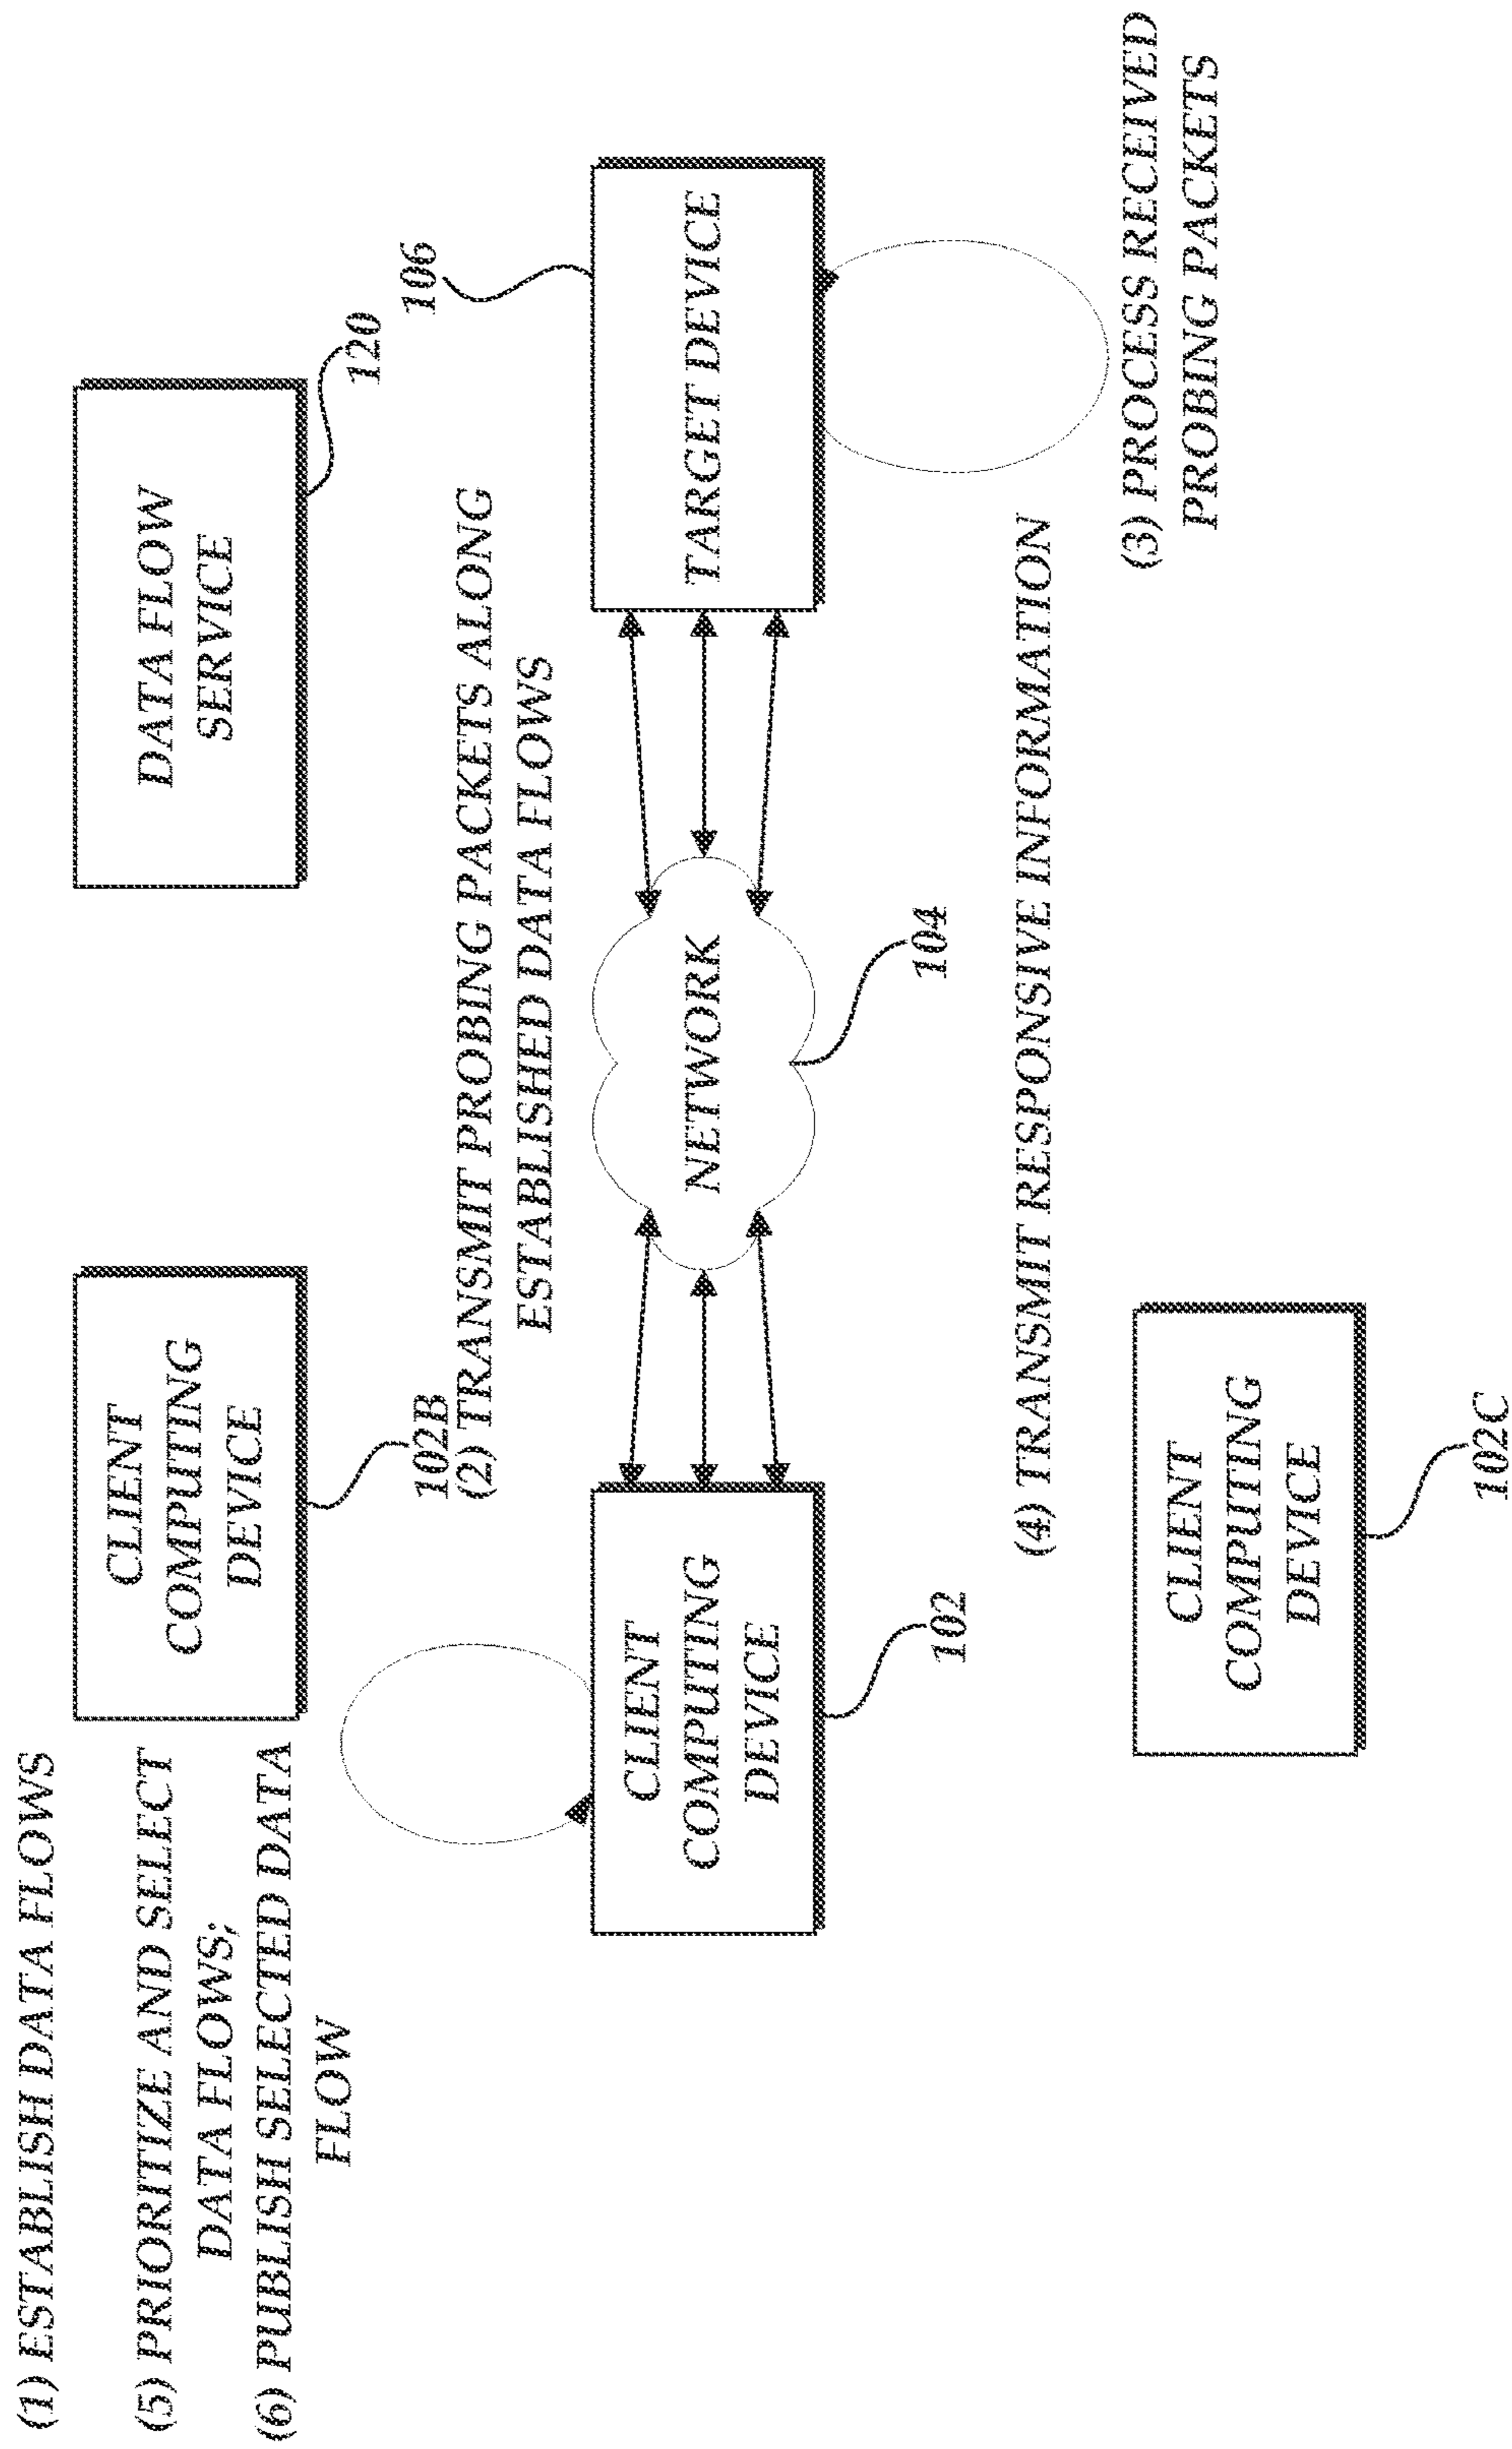 (1) ESTABLISH DATA FLOWS
(5) PRIORITIZE AND SELECT
DATA FLOWS;
(6) PUBLISH SELECTED DATA
FLOW
CLIENT
COMPUTING
DEVICE
102B
DATA FLOW
SERVICE
120
(2) TRANSMIT PROBING PACKETS ALONG
ESTABLISHED DATA FLOWS
106
CLIENT
COMPUTING
DEVICE
102
NETWORK
104
TARGET DEVICE
(4) TRANSMIT RESPONSIVE INFORMATION
(3) PROCESS RECEIVED
PROBING PACKETS
CLIENT
COMPUTING
DEVICE
102C